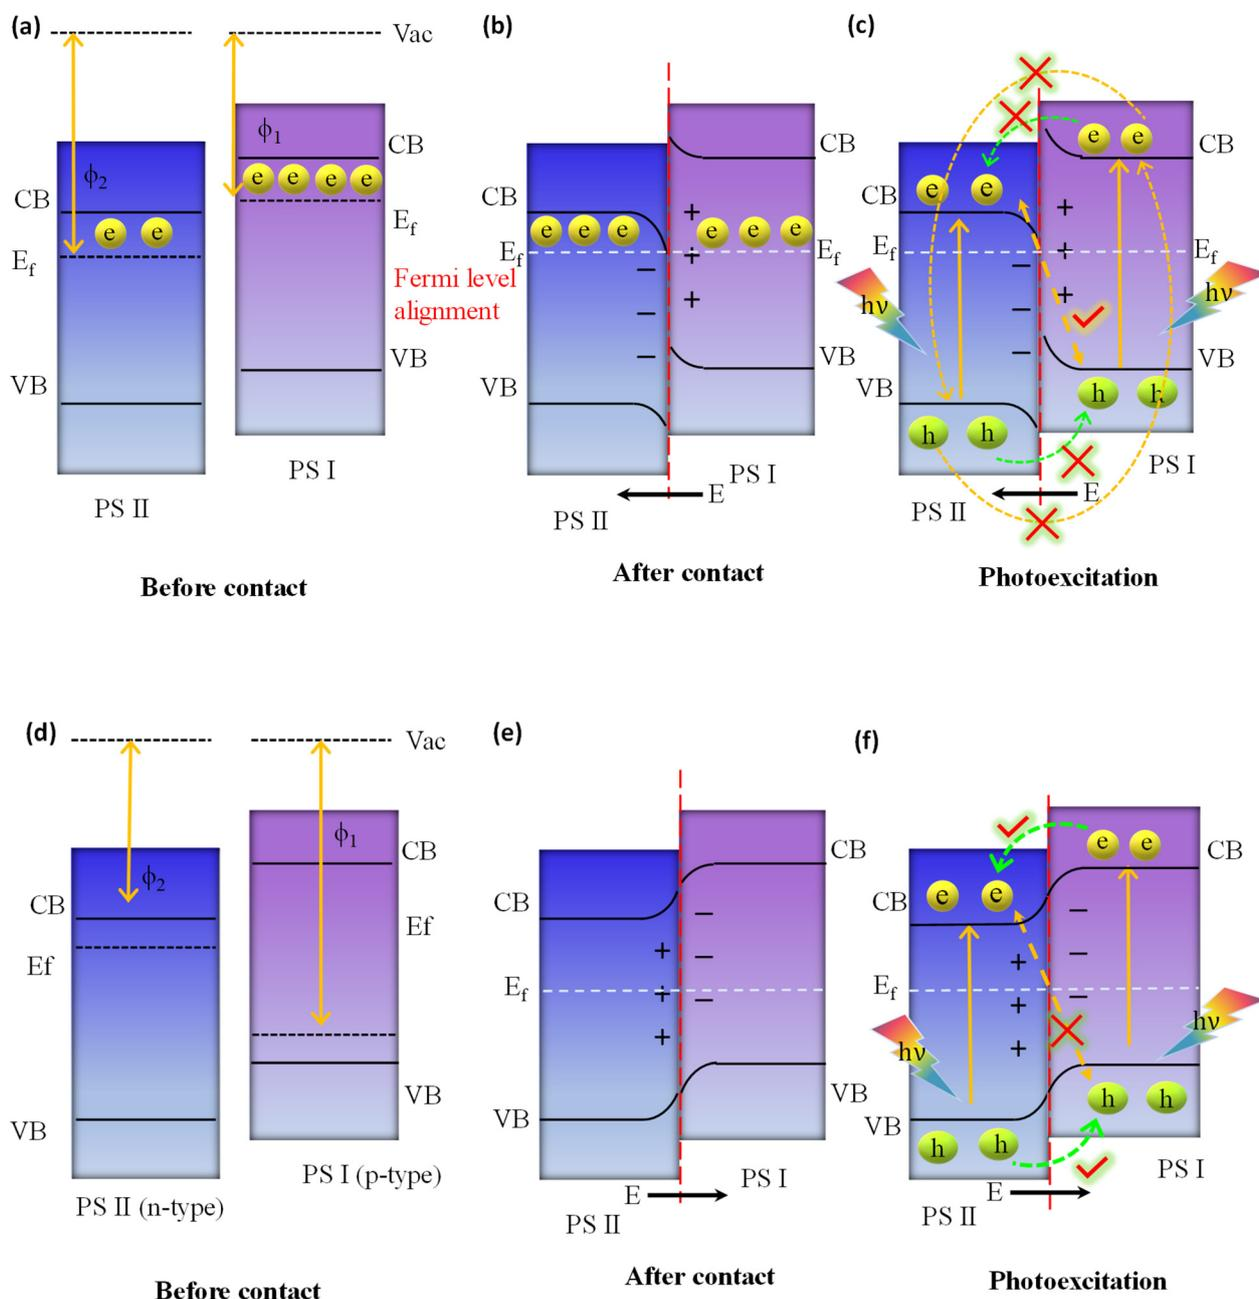 (a)
Vac
ϕ₂
ϕ₁
CB
CB
e e
e e e e
E_f
E_f
Fermi level
alignment
VB
VB
PS II
PS I
Before contact
(b)
CB
CB
e e e
e e e
E_f
E_f
+
+
+
−
−
−
VB
VB
E
PS II
PS I
After contact
(c)
e e
CB
CB
e e
E_f
E_f
+
+
+
−
−
−
hν
hν
VB
VB
h h
h h
E
PS II
PS I
Photoexcitation
(d)
Vac
ϕ₂
ϕ₁
CB
CB
Ef
Ef
VB
VB
PS II (n-type)
PS I (p-type)
Before contact
(e)
CB
CB
E_f
+
+
+
−
−
−
VB
VB
E
PS II
PS I
After contact
(f)
e e
CB
CB
e e
E_f
+
+
+
−
−
−
hν
hν
VB
h h
h h
E
PS II
PS I
Photoexcitation